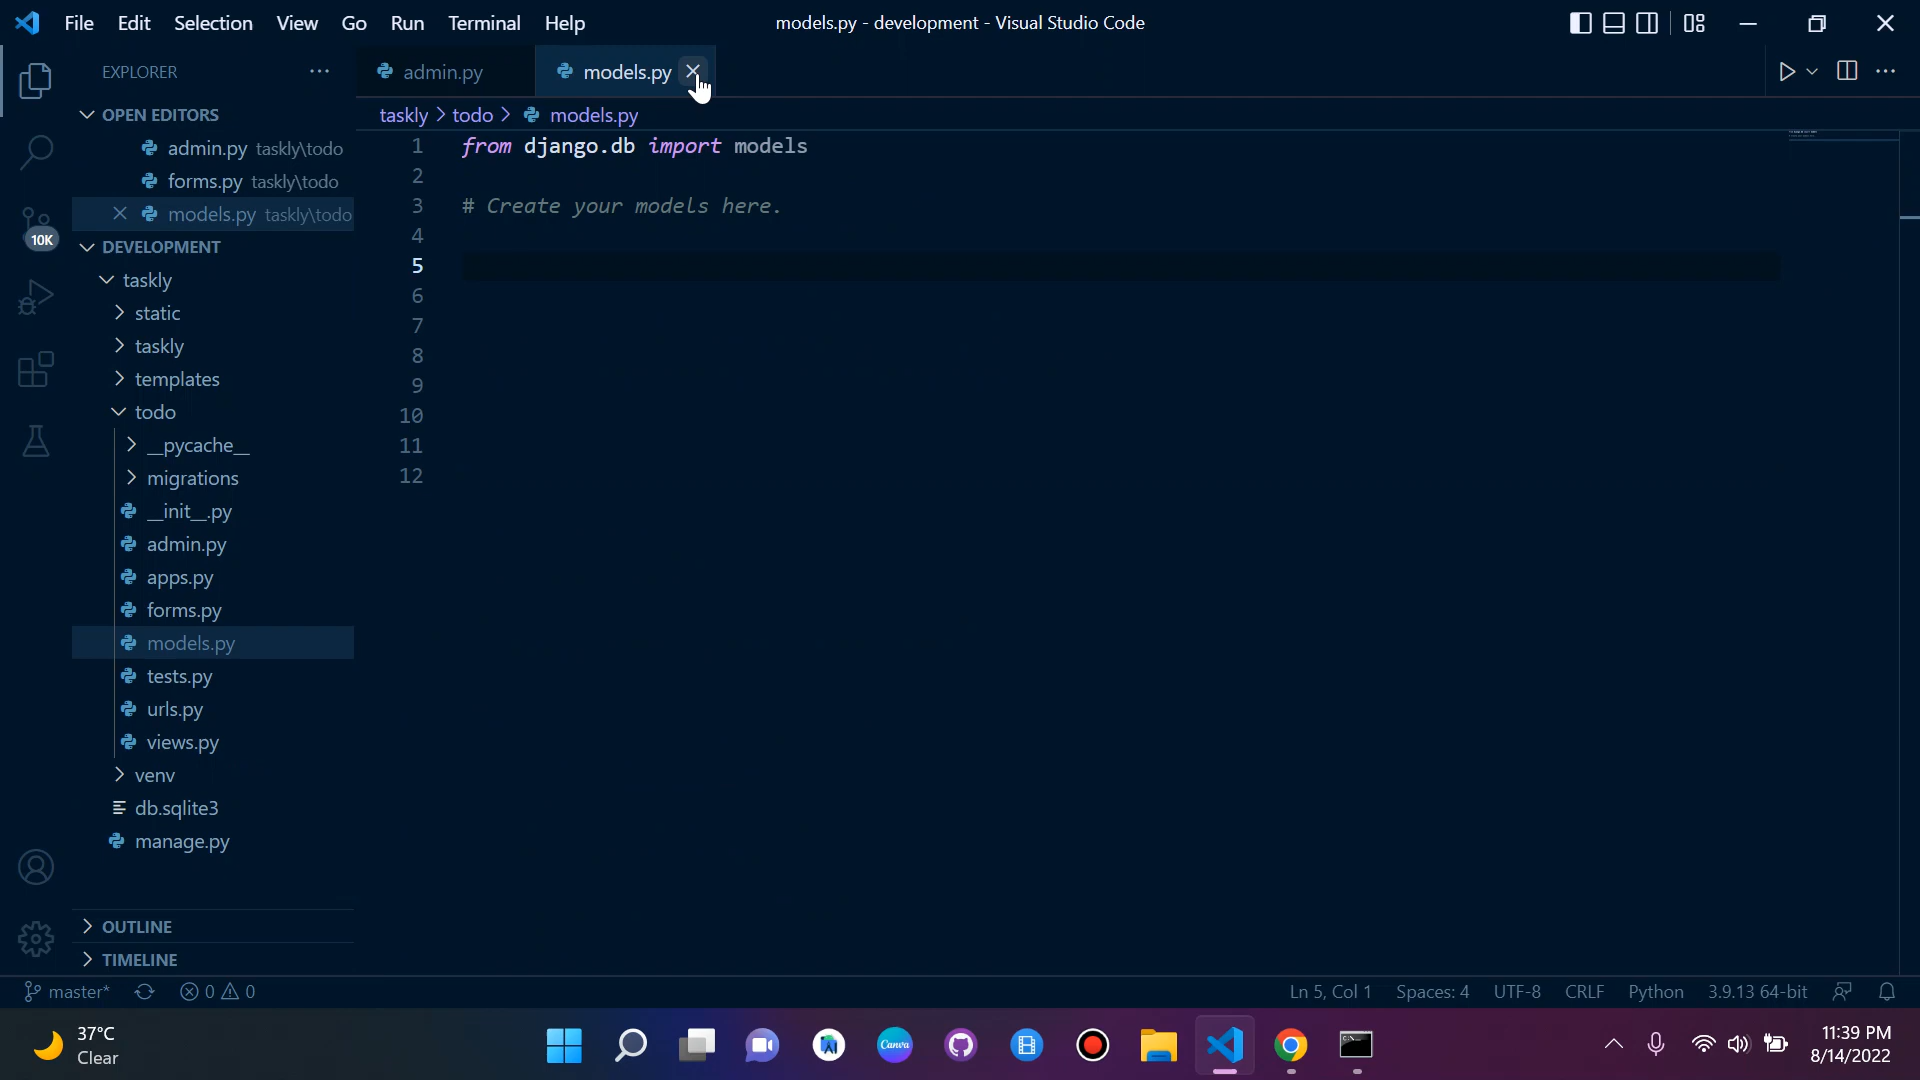 File Edit Selection View Go Run Terminal Help
models.py - development - Visual Studio Code
EXPLORER
OPEN EDITORS
admin.py taskly\todo
forms.py taskly\todo
models.py taskly\todo
DEVELOPMENT
taskly
static
taskly
templates
todo
__pycache__
migrations
__init__.py
admin.py
apps.py
forms.py
models.py
tests.py
urls.py
views.py
venv
db.sqlite3
manage.py
OUTLINE
TIMELINE
10K
admin.py
models.py
taskly > todo > models.py
1 from django.db import models
2
3 # Create your models here.
4
5
6
7
8
9
10
11
12
master* 0 0
Ln 5, Col 1 Spaces: 4 UTF-8 CRLF Python 3.9.13 64-bit
37°C
Clear
Canva
11:39 PM
8/14/2022